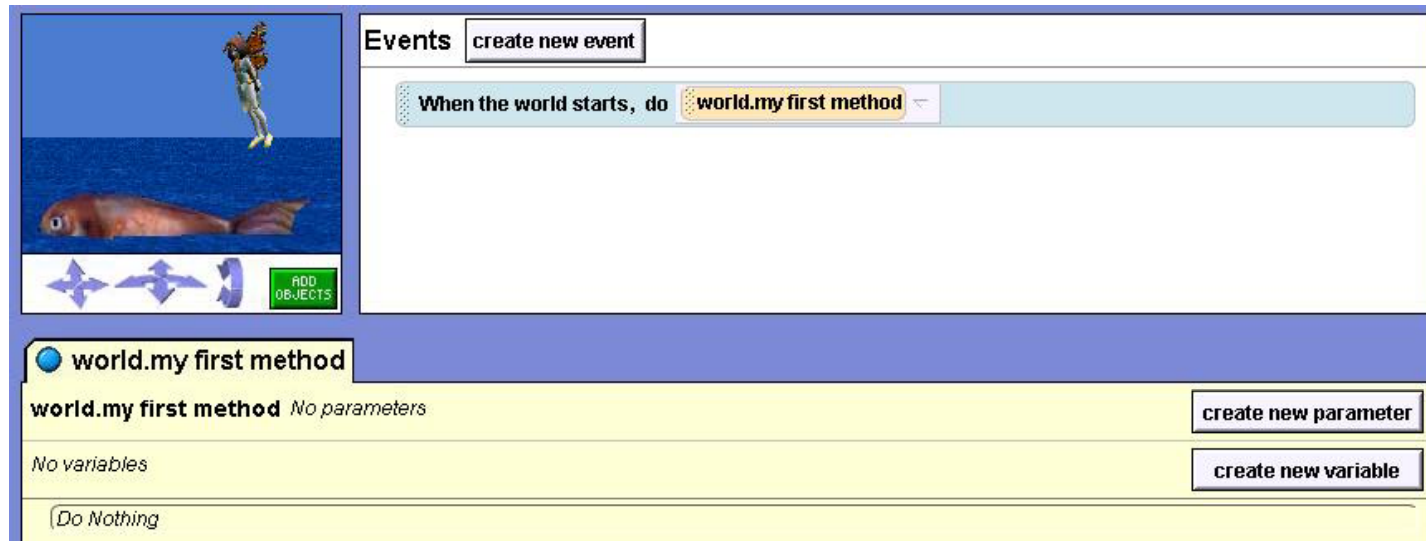 Events create new event
When the world starts, do world.my first method
ADD
OBJECTS
world.my first method
world.my first method No parameters
create new parameter
No variables
create new variable
Do Nothing